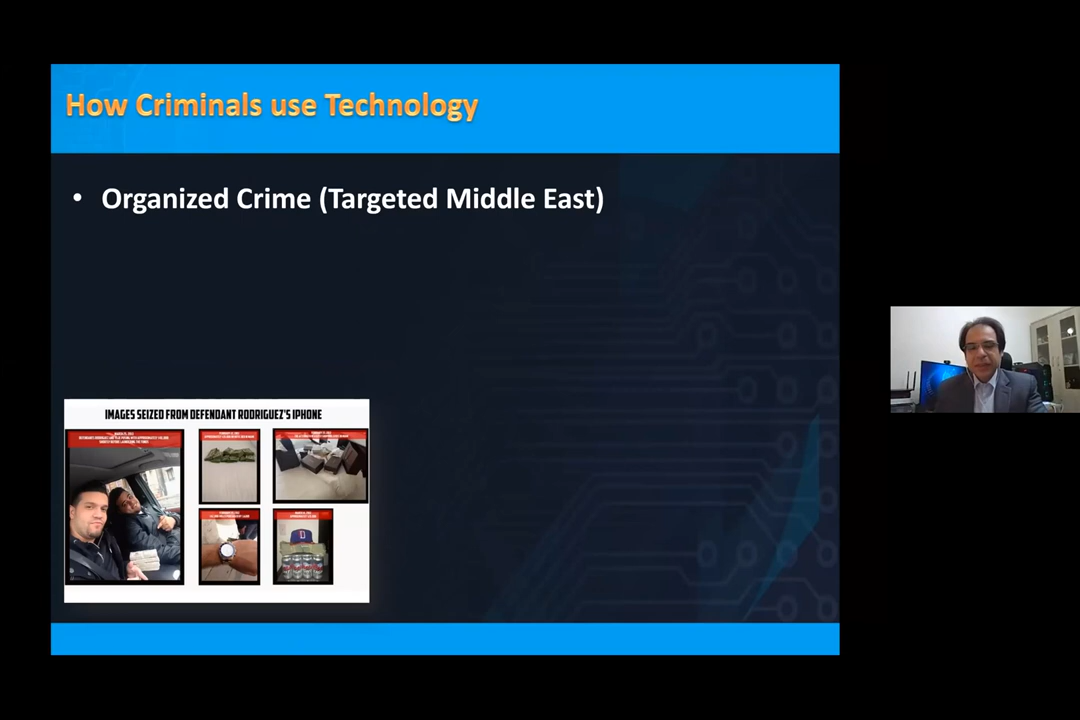 How Criminals use Technology
• Organized Crime (Targeted Middle East)
IMAGES SEIZED FROM DEFENDANT RODRIGUEZ'S IPHONE